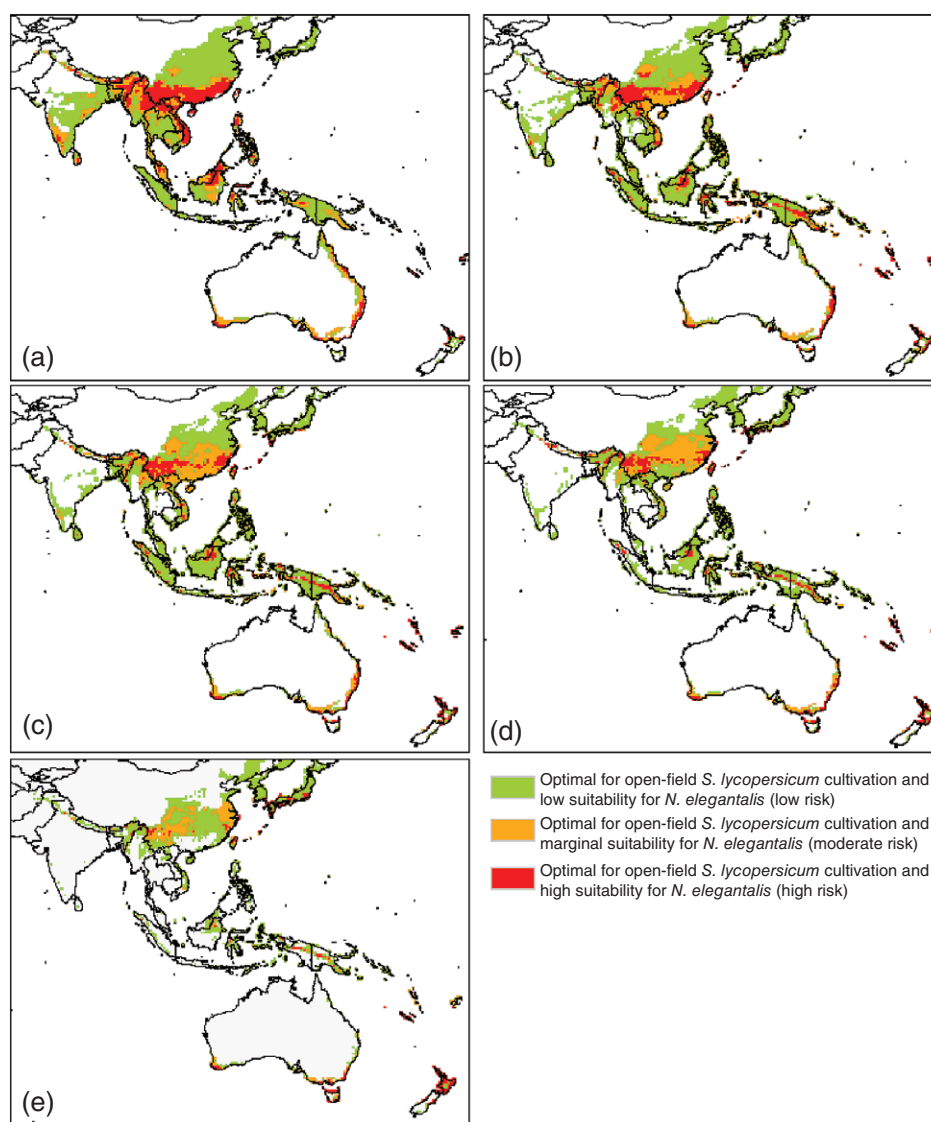 (a)
(b)
(c)
(d)
Optimal for open-field S. lycopersicum cultivation and
low suitability for N. elegantalis (low risk)
Optimal for open-field S. lycopersicum cultivation and
marginal suitability for N. elegantalis (moderate risk)
Optimal for open-field S. lycopersicum cultivation and
high suitability for N. elegantalis (high risk)
(e)